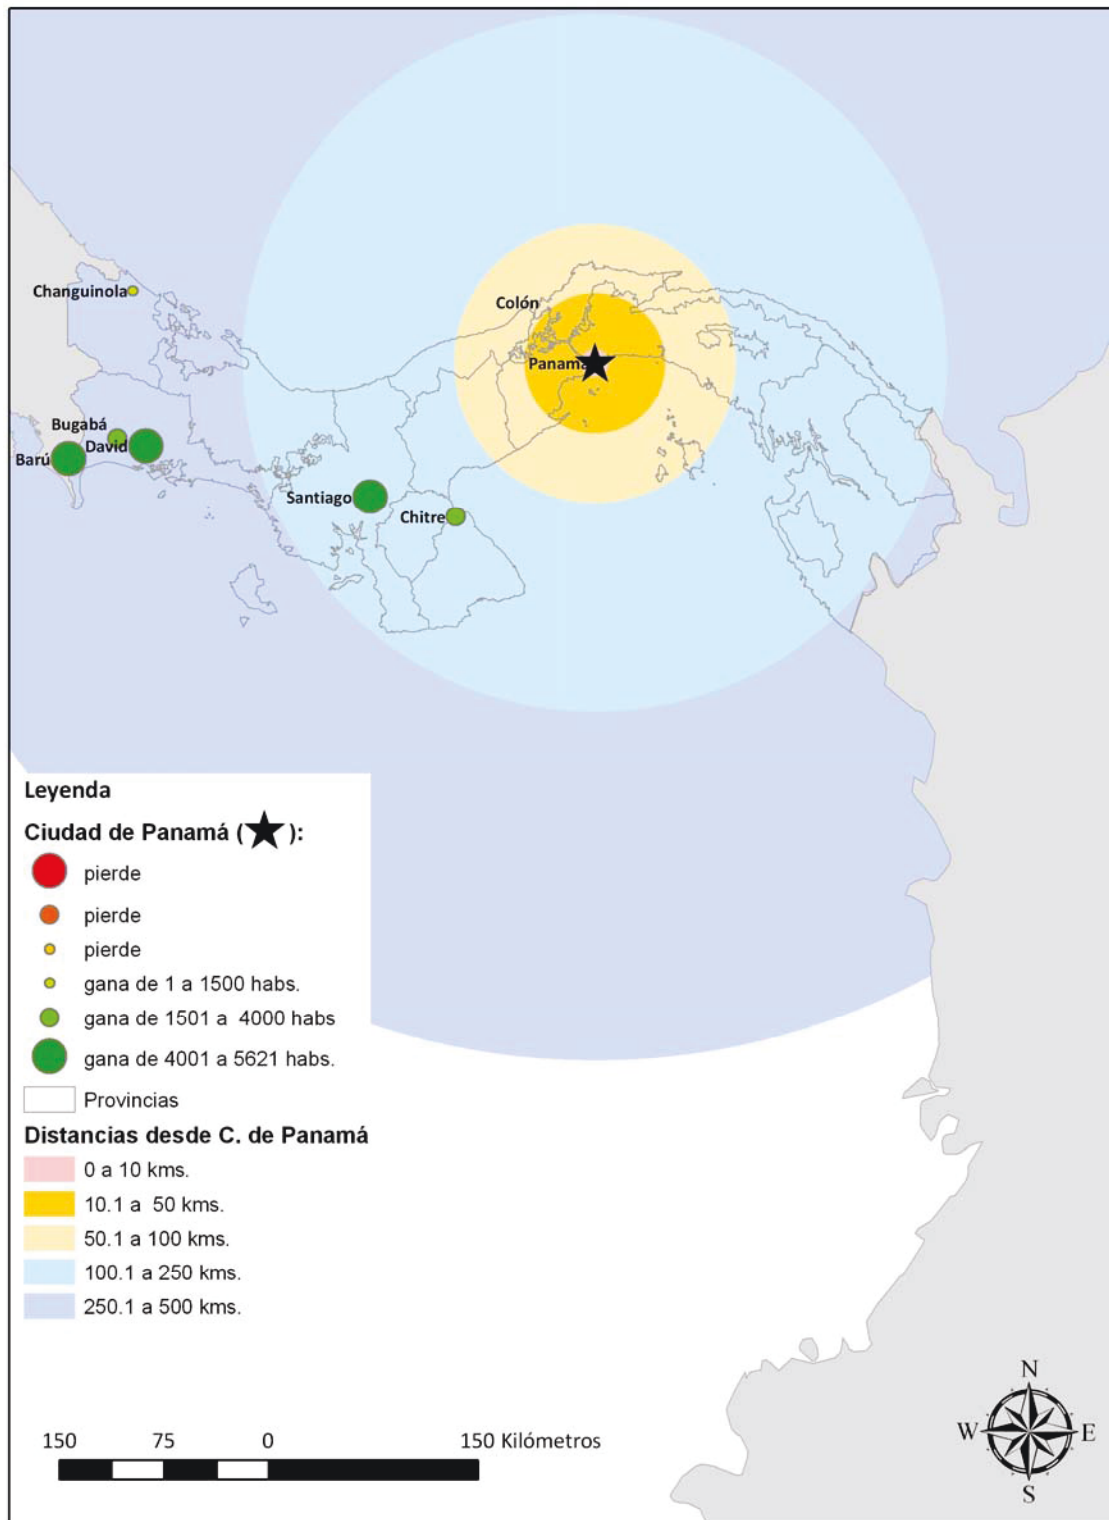 Changuinola
Colón
Panamá
Bugabá
David
Barú
Santiago
Chitre
Leyenda
Ciudad de Panamá (★):
pierde
pierde
pierde
gana de 1 a 1500 habs.
gana de 1501 a 4000 habs
gana de 4001 a 5621 habs.
Provincias
Distancias desde C. de Panamá
0 a 10 kms.
10.1 a 50 kms.
50.1 a 100 kms.
100.1 a 250 kms.
250.1 a 500 kms.
150 75 0 150 Kilómetros
N
W E
S